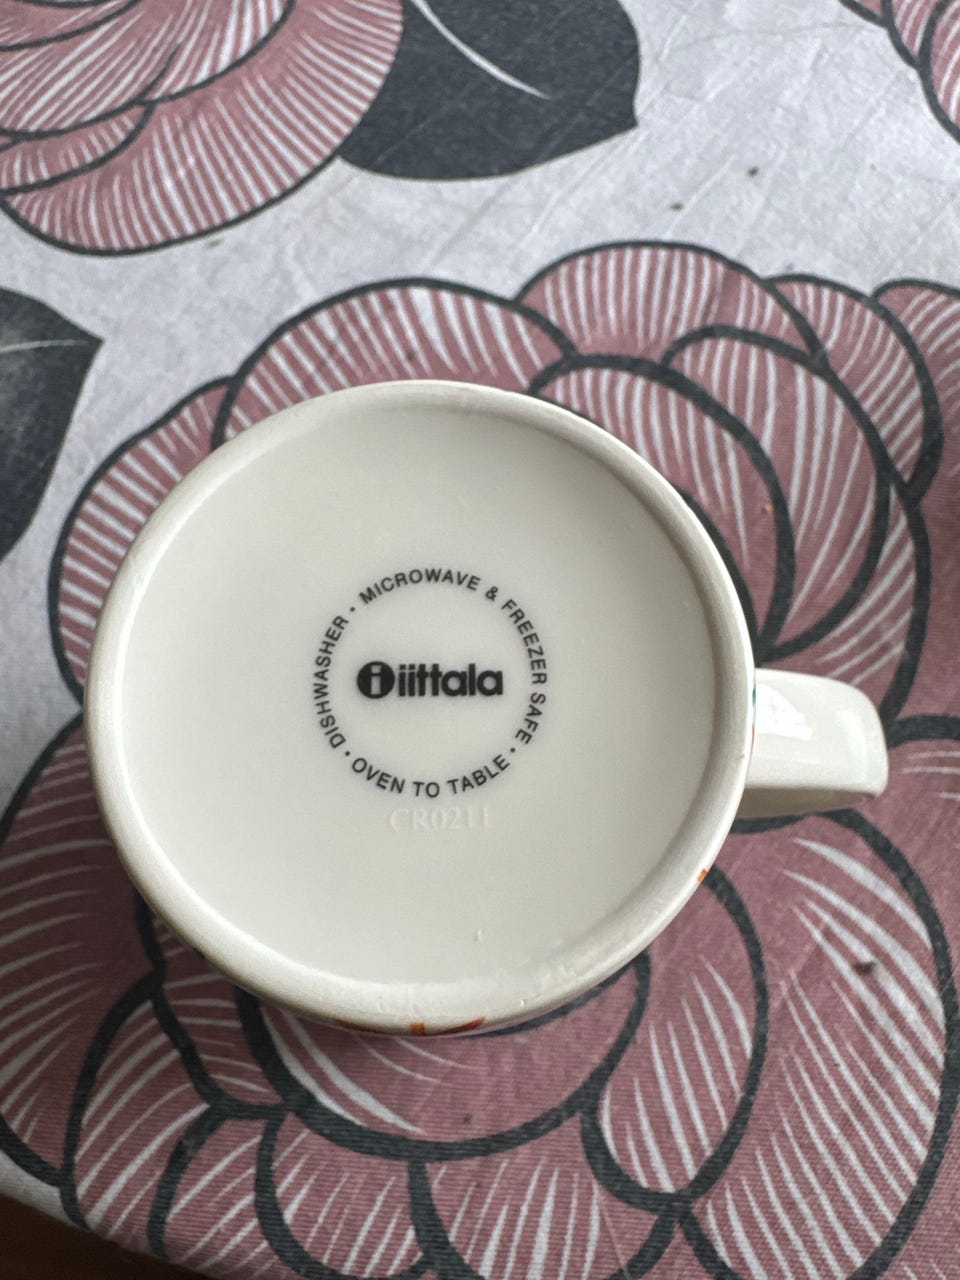 DISHWASHER • MICROWAVE & FREEZER SAFE • OVEN TO TABLE •
i iittala
CR0211